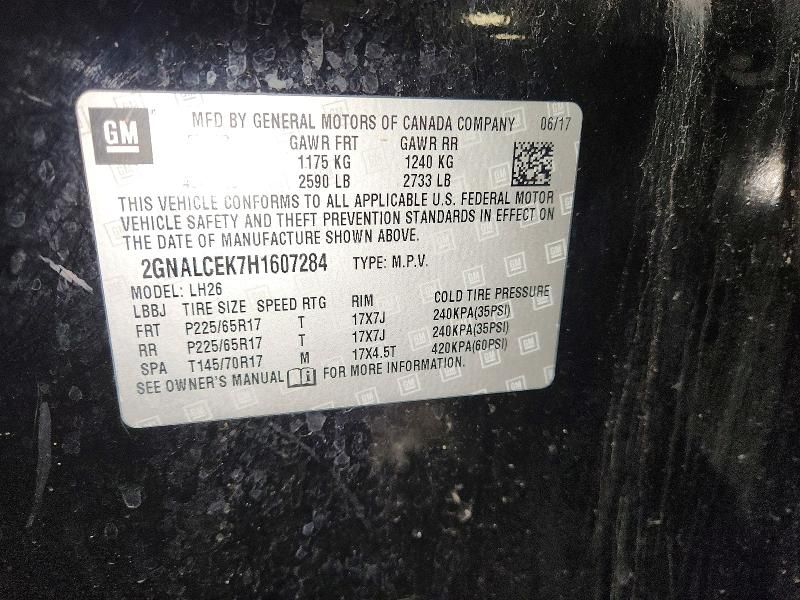 GM
MFD BY GENERAL MOTORS OF CANADA COMPANY 06/17
GAWR FRT GAWR RR
1175 KG 1240 KG
2590 LB 2733 LB
THIS VEHICLE CONFORMS TO ALL APPLICABLE U.S. FEDERAL MOTOR
VEHICLE SAFETY AND THEFT PREVENTION STANDARDS IN EFFECT ON
THE DATE OF MANUFACTURE SHOWN ABOVE.
2GNALCEK7H1607284 TYPE: M.P.V.
MODEL: LH26
LBBJ TIRE SIZE SPEED RTG RIM COLD TIRE PRESSURE
FRT P225/65R17 T 17X7J 240KPA(35PSI)
RR P225/65R17 T 17X7J 240KPA(35PSI)
SPA T145/70R17 M 17X4.5T 420KPA(60PSI)
SEE OWNER'S MANUAL FOR MORE INFORMATION.